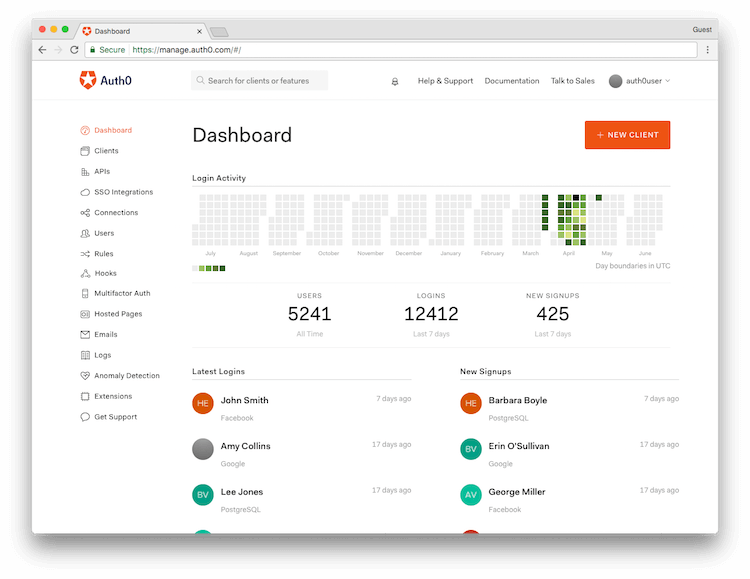 Dashboard
Guest
Secure https://manage.auth0.com/#/
Auth0
Search for clients or features
Help & Support
Documentation
Talk to Sales
auth0user
Dashboard
Clients
APIs
SSO Integrations
Connections
Users
Rules
Hooks
Multifactor Auth
Hosted Pages
Emails
Logs
Anomaly Detection
Extensions
Get Support
Dashboard
+ NEW CLIENT
Login Activity
July August September October November December January February March April May June
Day boundaries in UTC
USERS
5241
All Time
LOGINS
12412
Last 7 days
NEW SIGNUPS
425
Last 7 days
Latest Logins
HE John Smith 7 days ago
Facebook
Amy Collins 17 days ago
Google
BV Lee Jones 17 days ago
PostgreSQL
New Signups
HE Barbara Boyle 7 days ago
PostgreSQL
BV Erin O'Sullivan 17 days ago
Google
AV George Miller 17 days ago
Facebook